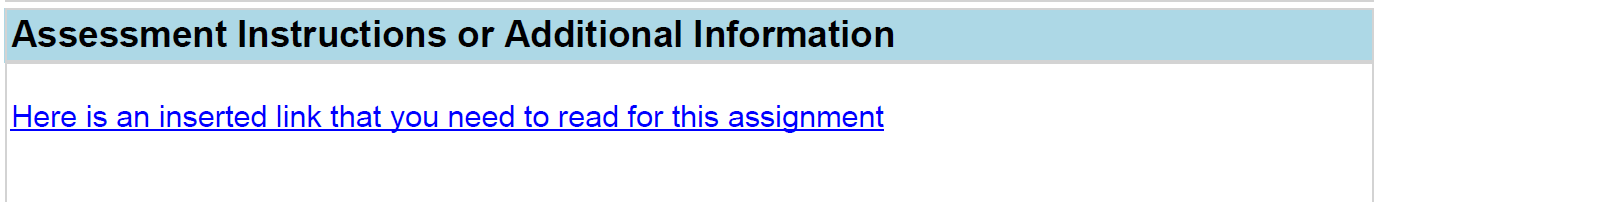 Assessment Instructions or Additional Information
Here is an inserted link that you need to read for this assignment